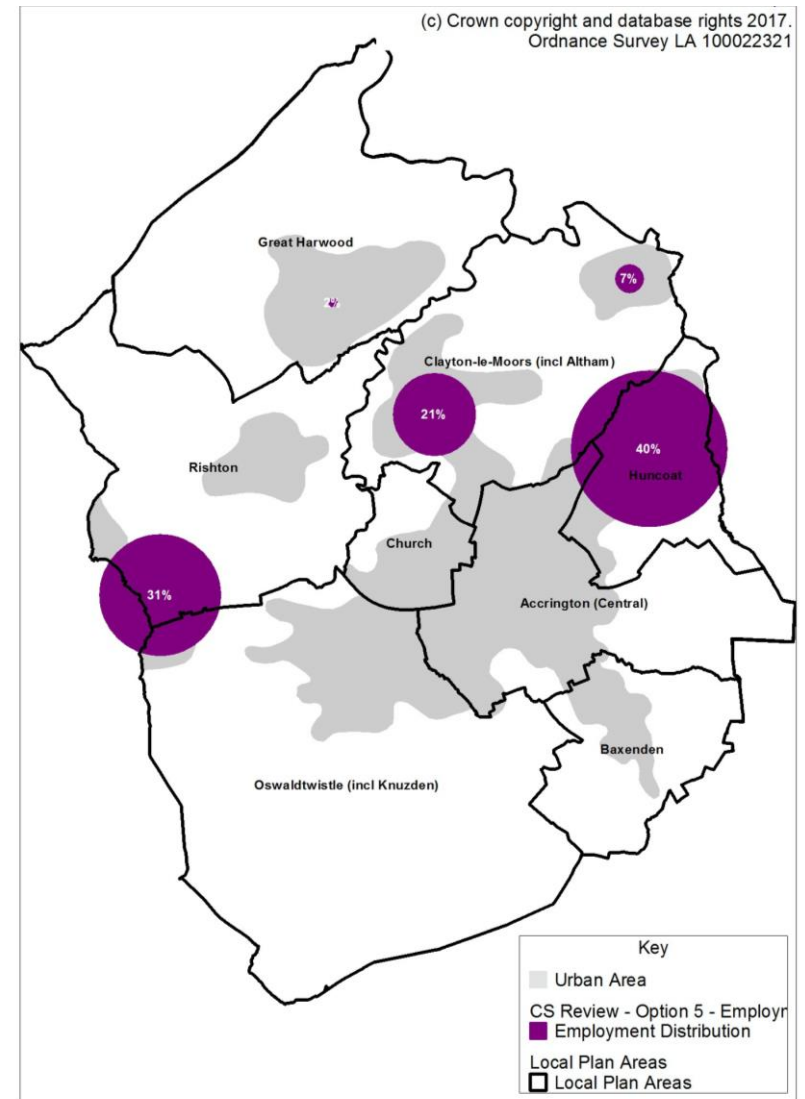 (c) Crown copyright and database rights 2017.
Ordnance Survey LA 100022321
Great Harwood
2%
7%
Clayton-le-Moors (incl Altham)
21%
40%
Huncoat
Rishton
Church
31%
Accrington (Central)
Baxenden
Oswaldtwistle (incl Knuzden)
Key
Urban Area
CS Review - Option 5 - Employr
Employment Distribution
Local Plan Areas
Local Plan Areas